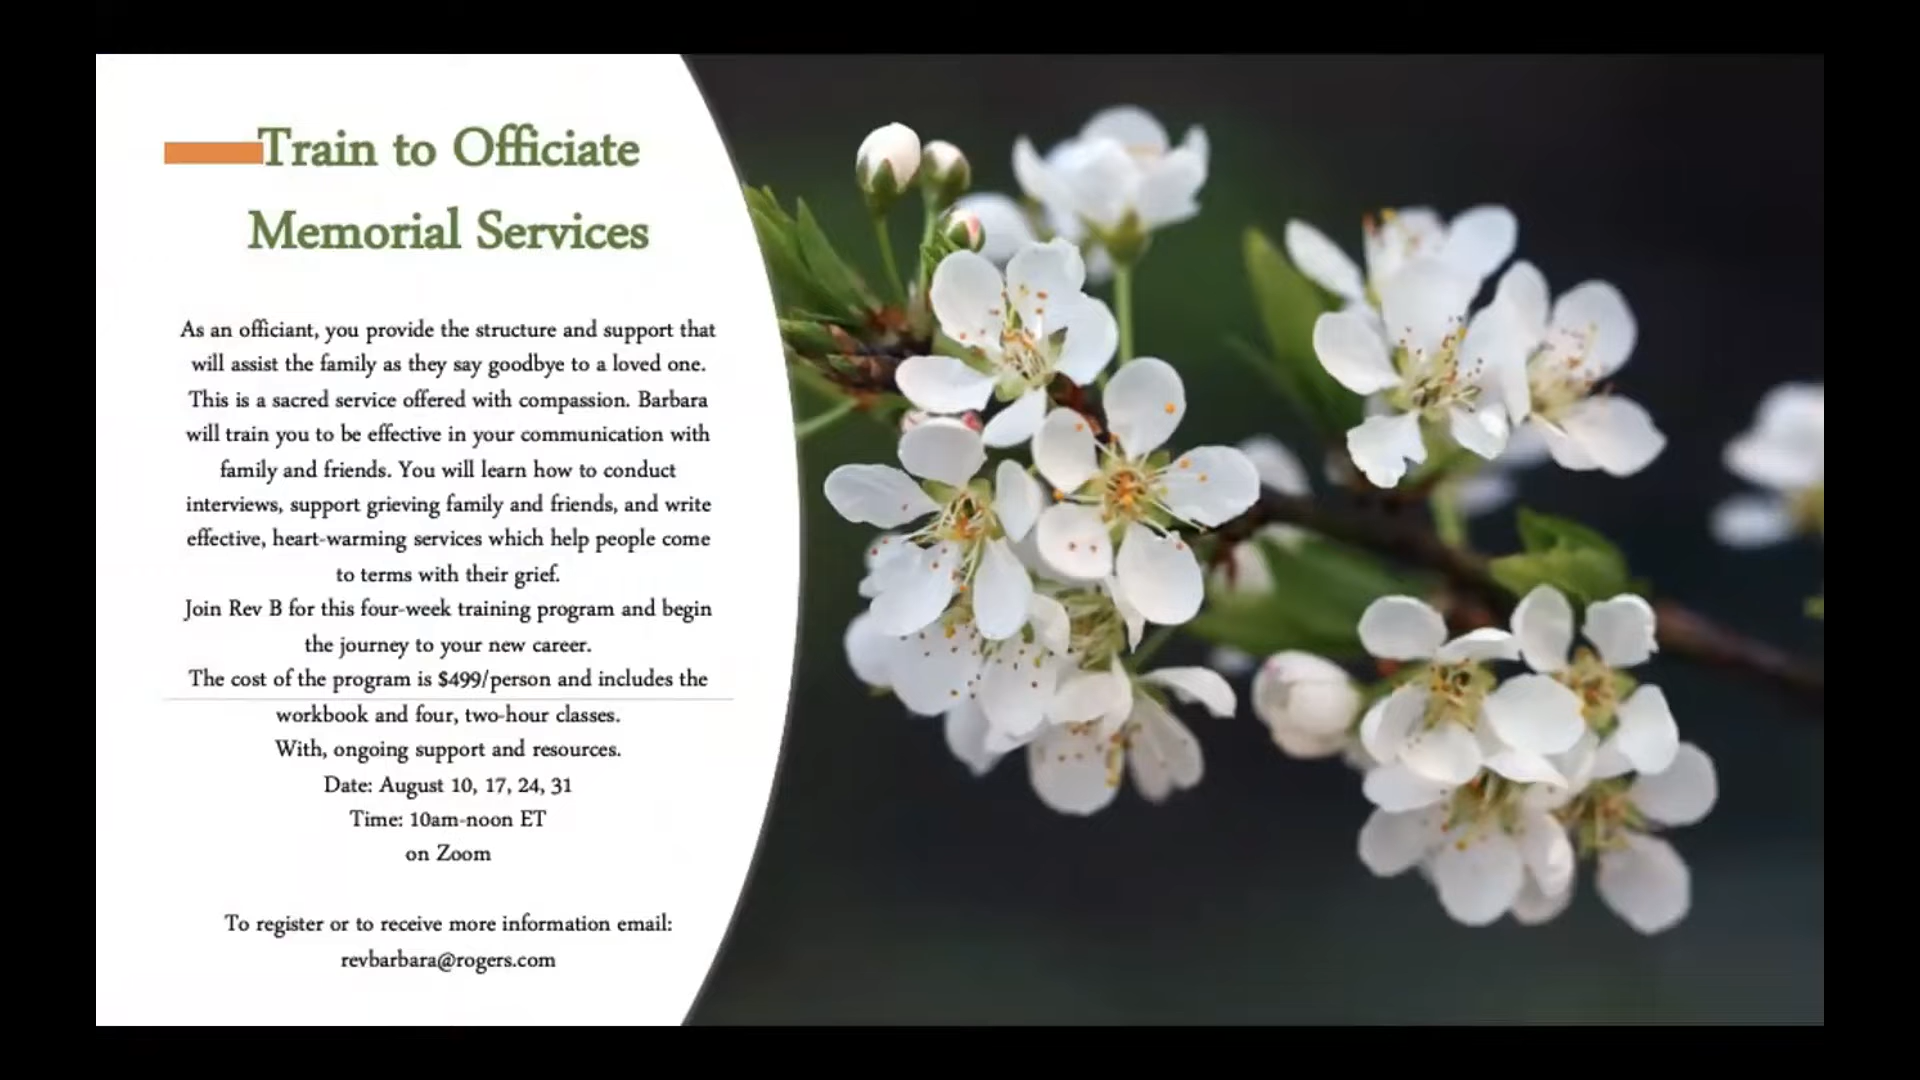 Train to Officiate
Memorial Services
As an officiant, you provide the structure and support that
will assist the family as they say goodbye to a loved one.
This is a sacred service offered with compassion. Barbara
will train you to be effective in your communication with
family and friends. You will learn how to conduct
interviews, support grieving family and friends, and write
effective, heart-warming services which help people come
to terms with their grief.
Join Rev B for this four-week training program and begin
the journey to your new career.
The cost of the program is $499/person and includes the
workbook and four, two-hour classes.
With, ongoing support and resources.
Date: August 10, 17, 24, 31
Time: 10am-noon ET
on Zoom
To register or to receive more information email:
revbarbara@rogers.com